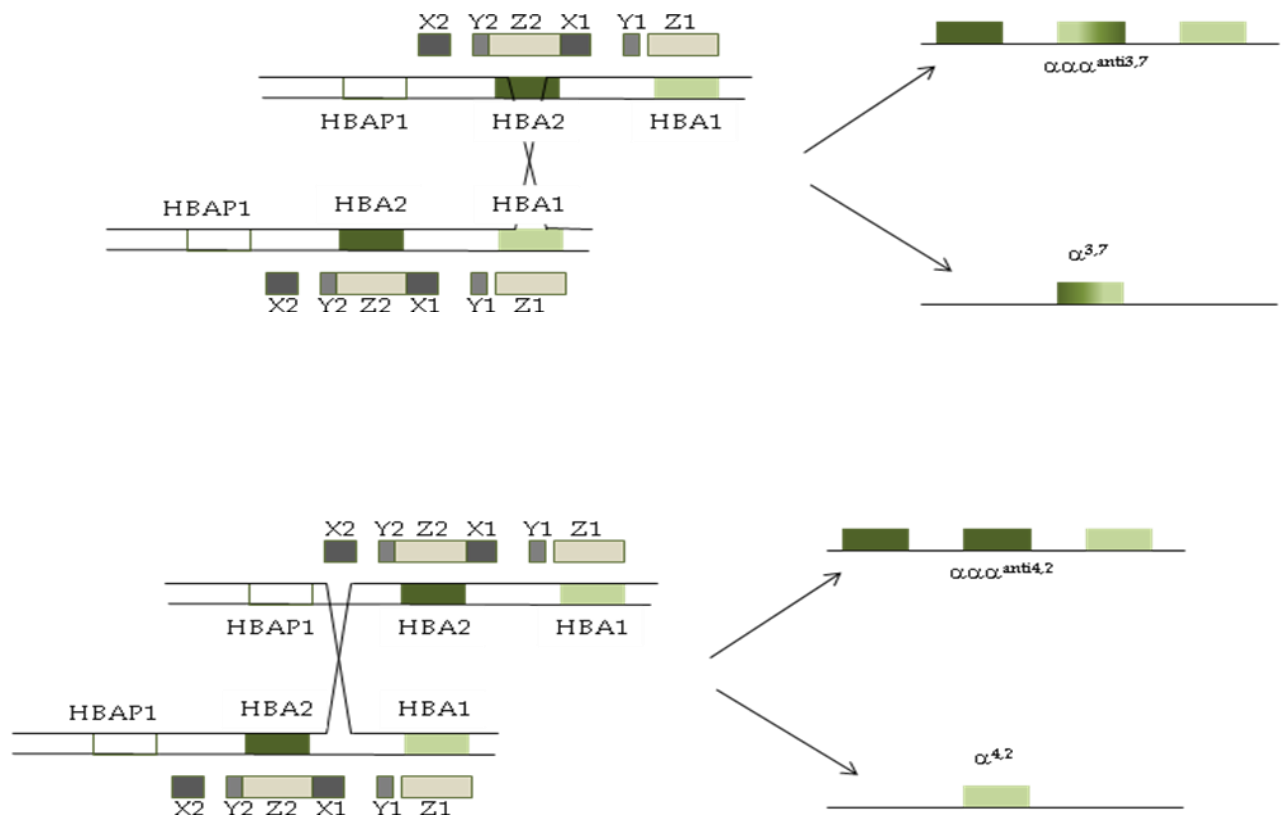 X2 Y2 Z2 X1 Y1 Z1
αααanti3,7
HBAP1 HBA2 HBA1
HBAP1 HBA2 HBA1
α3,7
X2 Y2 Z2 X1 Y1 Z1
X2 Y2 Z2 X1 Y1 Z1
αααanti4,2
HBAP1 HBA2 HBA1
HBAP1 HBA2 HBA1
α4,2
X2 Y2 Z2 X1 Y1 Z1